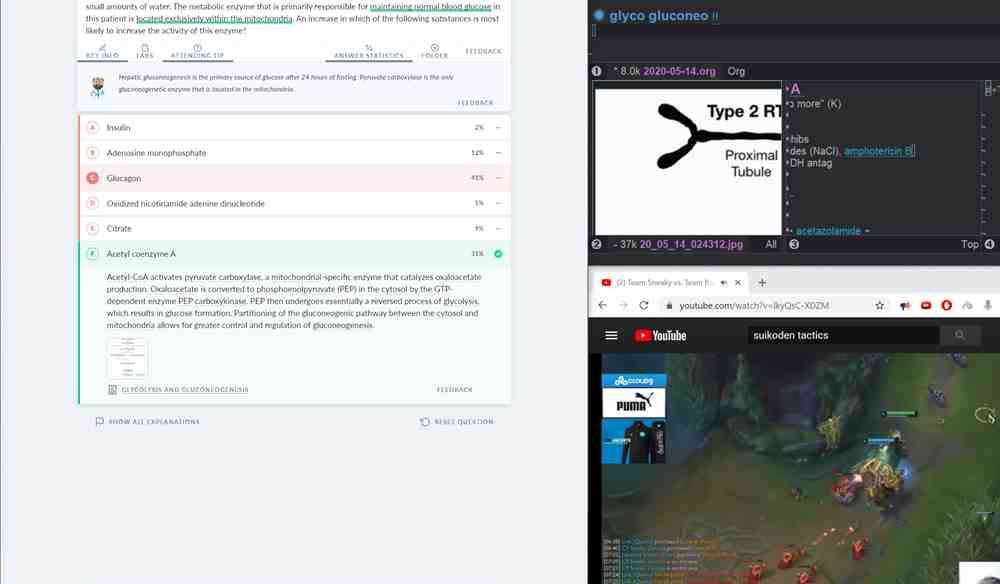 small amounts of water. The metabolic enzyme that is primarily responsible for maintaining normal blood glucose in
this patient is located exclusively within the mitochondria. An increase in which of the following substances is most
likely to increase the activity of this enzyme?
KEY INFO
LABS
ATTENDING TIP
ANSWER STATISTICS
FOLDER
FEEDBACK
Hepatic gluconeogenesis is the primary source of glucose after 24 hours of fasting. Pyruvate carboxylase is the only
gluconeogenetic enzyme that is located in the mitochondria.
FEEDBACK
A Insulin 2%
B Adenosine monophosphate 12%
C Glucagon 41%
D Oxidized nicotinamide adenine dinucleotide 5%
E Citrate 9%
F Acetyl coenzyme A 31%
Acetyl-CoA activates pyruvate carboxylase, a mitochondrial-specific enzyme that catalyzes oxaloacetate
production. Oxaloacetate is converted to phosphoenolpyruvate (PEP) in the cytosol by the GTP-
dependent enzyme PEP carboxykinase. PEP then undergoes essentially a reversed process of glycolysis,
which results in glucose formation. Partitioning of the gluconeogenic pathway between the cytosol and
mitochondria allows for greater control and regulation of gluconeogenesis.
GLYCOLYSIS AND GLUCONEOGENESIS
FEEDBACK
SHOW ALL EXPLANATIONS
RESET QUESTION
glyco gluconeo !!
1 * 8.0k 2020-05-14.org Org
Type 2 RT
Proximal
Tubule
A
more" (K)
hibs
des (NaCl), amphotericin B
DH antag
acetazolamide
2 - 37k 20_05_14_024312.jpg All
3 Top 4
(2) Team Sneaky vs. Team
youtube.com/watch?v=lkyQsC-X0ZM
YouTube
suikoden tactics
CLOUD9
PUMA